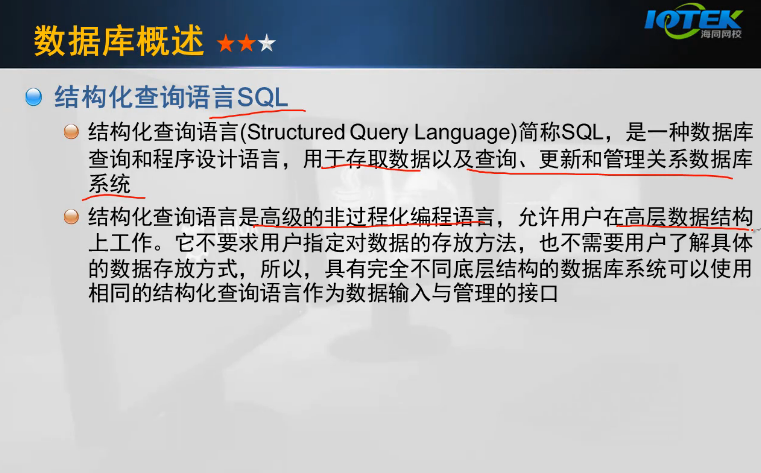 数据库概述
IOTEK
海同网校
结构化查询语言SQL
结构化查询语言(Structured Query Language)简称SQL，是一种数据库
查询和程序设计语言，用于存取数据以及查询、更新和管理关系数据库
系统
结构化查询语言是高级的非过程化编程语言，允许用户在高层数据结构
上工作。它不要求用户指定对数据的存放方法，也不需要用户了解具体
的数据存放方式，所以，具有完全不同底层结构的数据库系统可以使用
相同的结构化查询语言作为数据输入与管理的接口